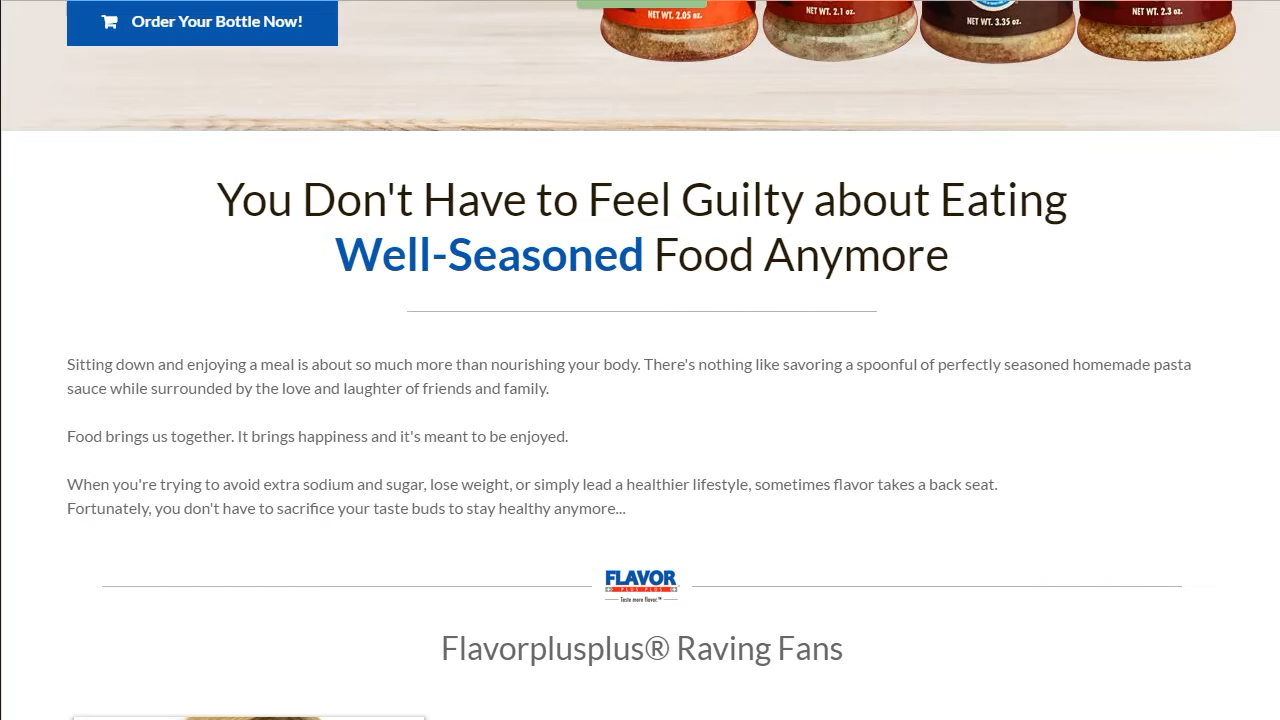 Order Your Bottle Now!
NET WT. 2.05 oz.
NET WT. 2.1 oz.
NET WT. 3.35 oz.
NET WT. 2.3 oz.
You Don't Have to Feel Guilty about Eating
Well-Seasoned Food Anymore
Sitting down and enjoying a meal is about so much more than nourishing your body. There's nothing like savoring a spoonful of perfectly seasoned homemade pasta
sauce while surrounded by the love and laughter of friends and family.
Food brings us together. It brings happiness and it's meant to be enjoyed.
When you're trying to avoid extra sodium and sugar, lose weight, or simply lead a healthier lifestyle, sometimes flavor takes a back seat.
Fortunately, you don't have to sacrifice your taste buds to stay healthy anymore...
FLAVOR
PLUS PLUS
Taste more flavor.™
Flavorplusplus® Raving Fans